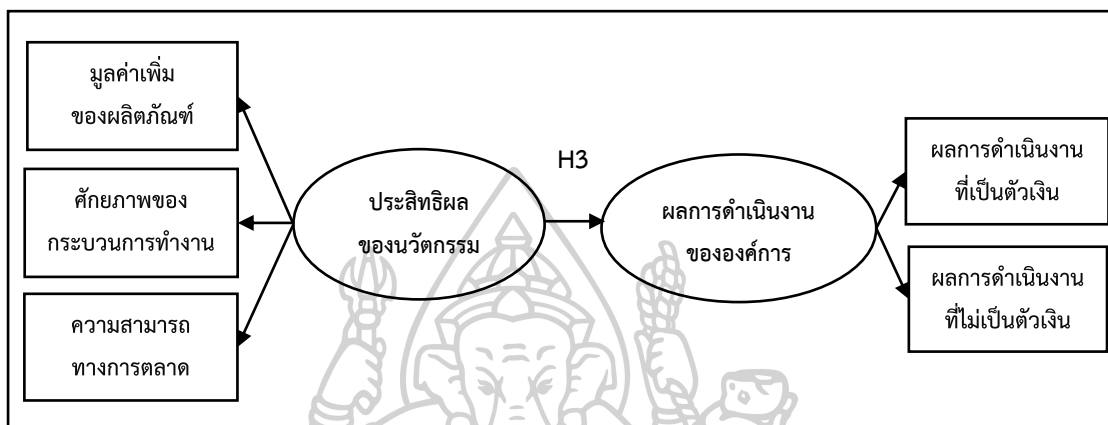 มูลค่าเพิ่ม
ของผลิตภัณฑ์
ศักยภาพของ
กระบวนการทำงาน
ความสามารถ
ทางการตลาด
ประสิทธิผล
ของนวัตกรรม
H3
ผลการดำเนินงาน
ขององค์การ
ผลการดำเนินงาน
ที่เป็นตัวเงิน
ผลการดำเนินงาน
ที่ไม่เป็นตัวเงิน